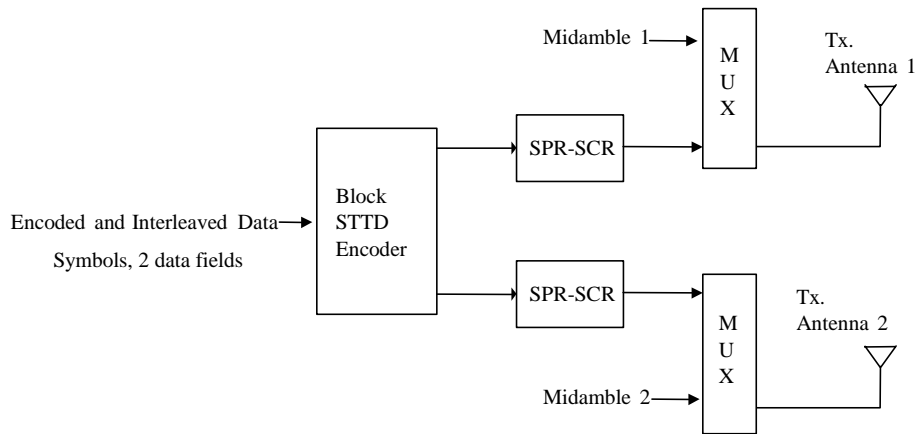 Midamble 1
M
U
X
Tx.
Antenna 1
SPR-SCR
Block
STTD
Encoder
Encoded and Interleaved Data
Symbols, 2 data fields
SPR-SCR
Tx.
Antenna 2
M
U
X
Midamble 2